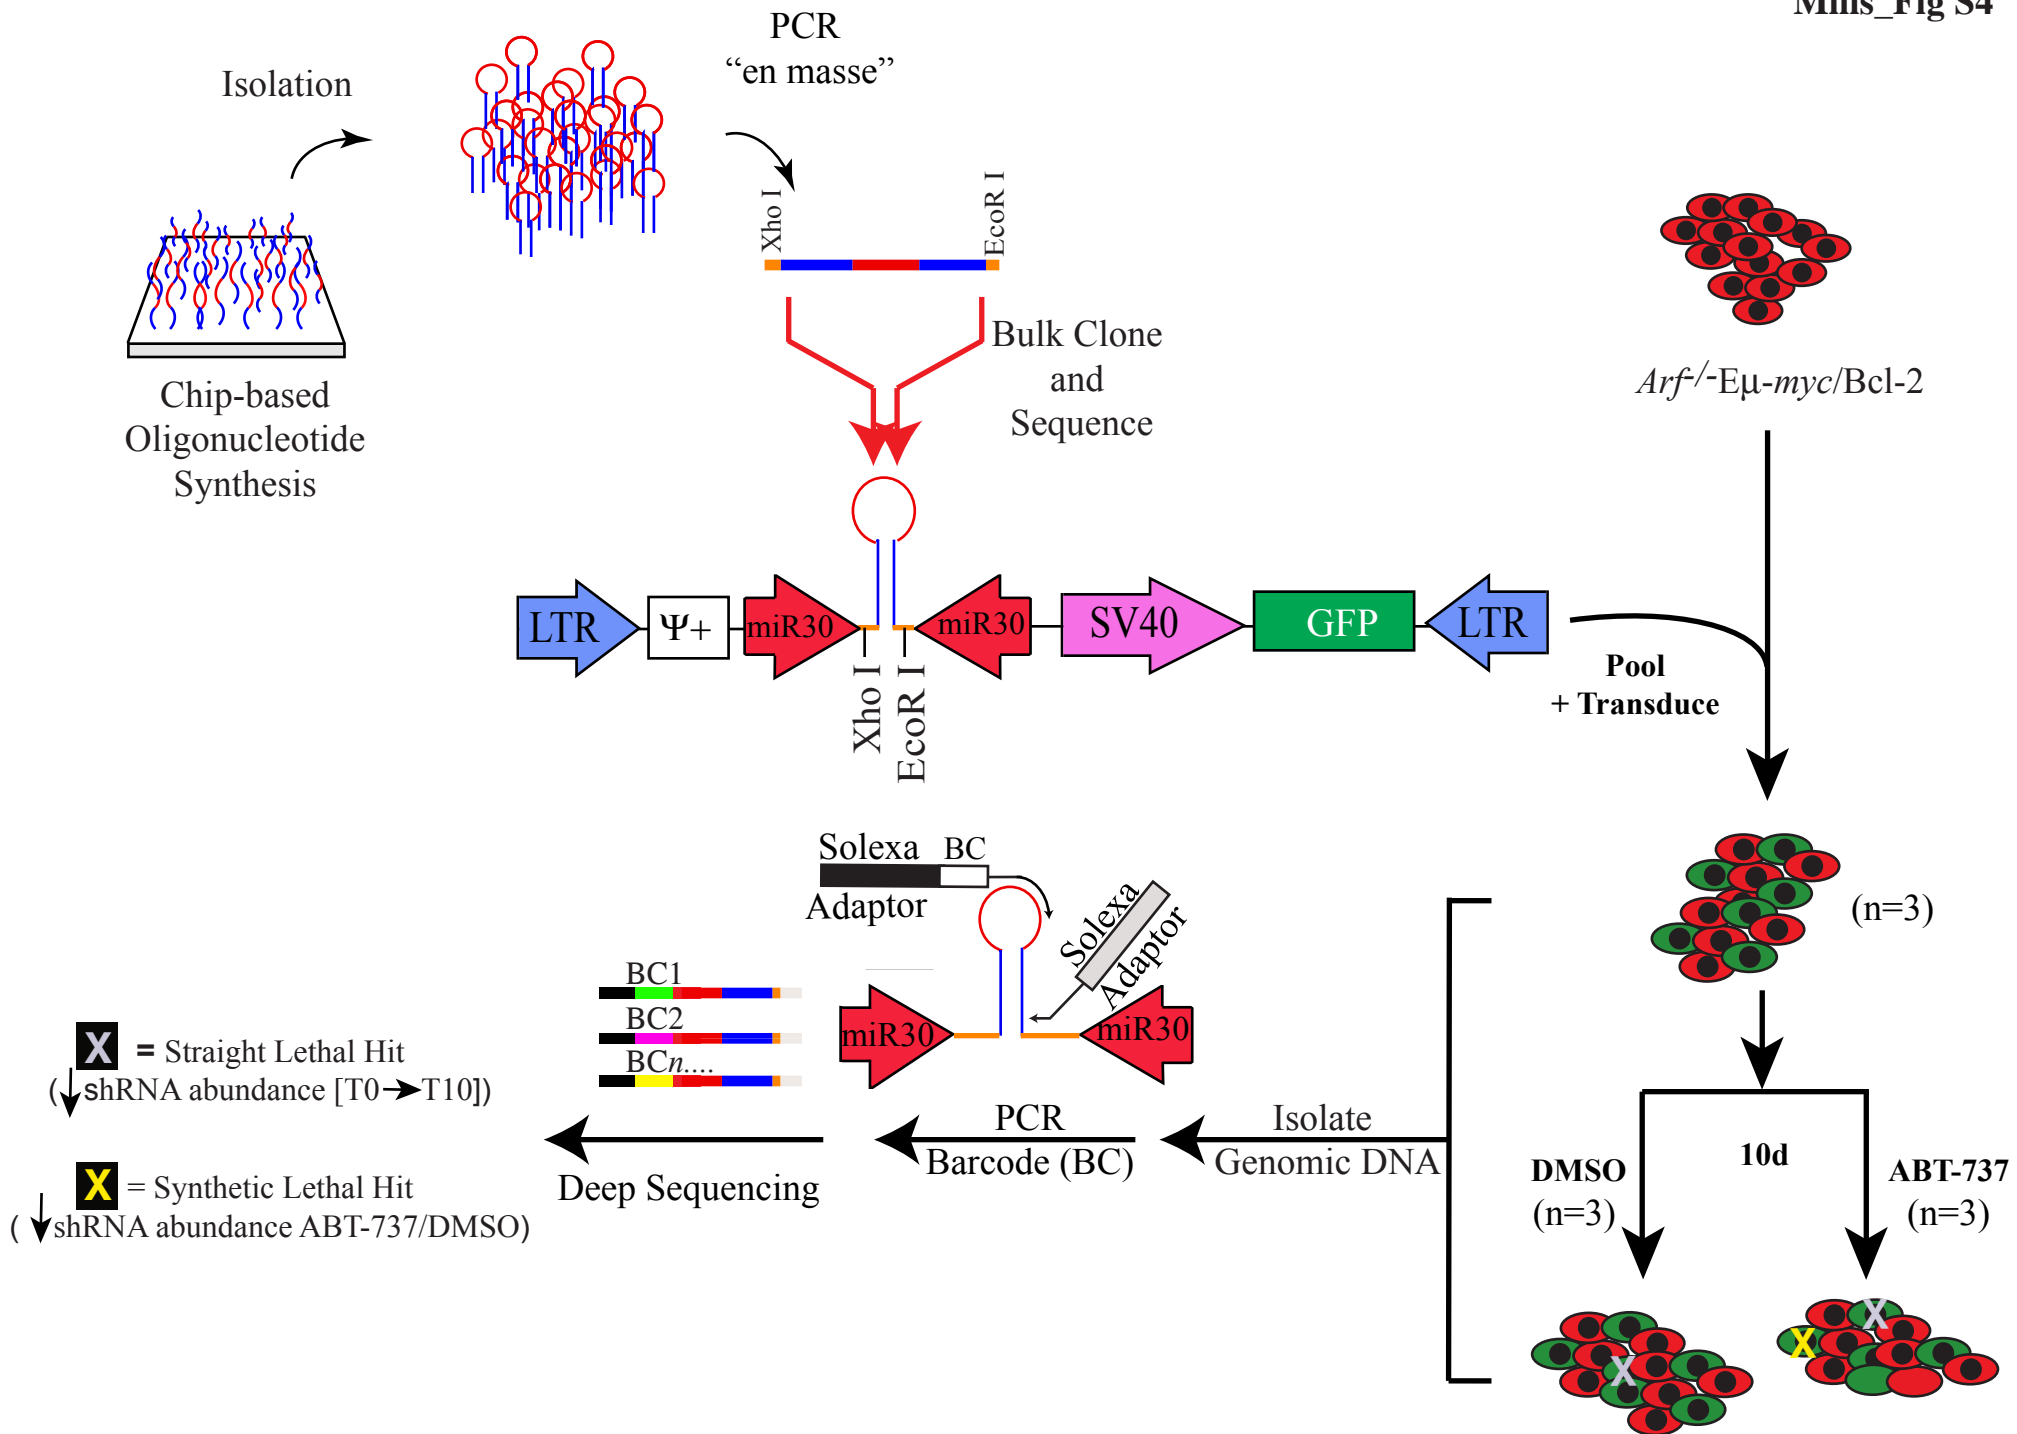 Mills_Fig S4
Isolation
PCR
“en masse”
Chip-based
Oligonucleotide
Synthesis
Xho I
EcoR I
Bulk Clone
and
Sequence
Arf-/-Eμ-myc/Bcl-2
LTR
Ψ+
miR30
miR30
SV40
GFP
LTR
Xho I
EcoR I
Pool
+ Transduce
(n=3)
10d
DMSO
(n=3)
ABT-737
(n=3)
X
X
X
Isolate
Genomic DNA
Solexa
BC
Adaptor
Solexa
Adaptor
miR30
miR30
PCR
Barcode (BC)
BC1
BC2
BCn....
Deep Sequencing
X = Straight Lethal Hit
(↓shRNA abundance [T0→T10])
X = Synthetic Lethal Hit
(↓shRNA abundance ABT-737/DMSO)